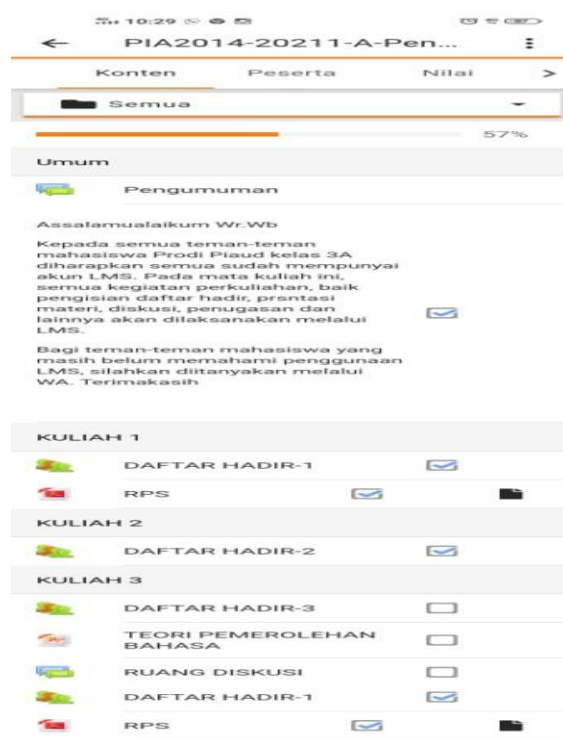 10:29
PIA2014-20211-A-Pen...
Konten Peserta Nilai >
Semua
57%
Umum
Pengumuman
Assalamualaikum Wr.Wb
Kepada semua teman-teman
mahasiswa Prodi Piaud kelas 3A
diharapkan semua sudah mempunyai
akun LMS. Pada mata kuliah ini,
semua kegiatan perkuliahan, baik
pengisian daftar hadir, prsntasi
materi, diskusi, penugasan dan
lainnya akan dilaksanakan melalui
LMS.
Bagi teman-teman mahasiswa yang
masih belum memahami penggunaan
LMS, silahkan diitanyakan melalui
WA. Terimakasih
KULIAH 1
DAFTAR HADIR-1
RPS
KULIAH 2
DAFTAR HADIR-2
KULIAH 3
DAFTAR HADIR-3
TEORI PEMEROLEHAN
BAHASA
RUANG DISKUSI
DAFTAR HADIR-1
RPS